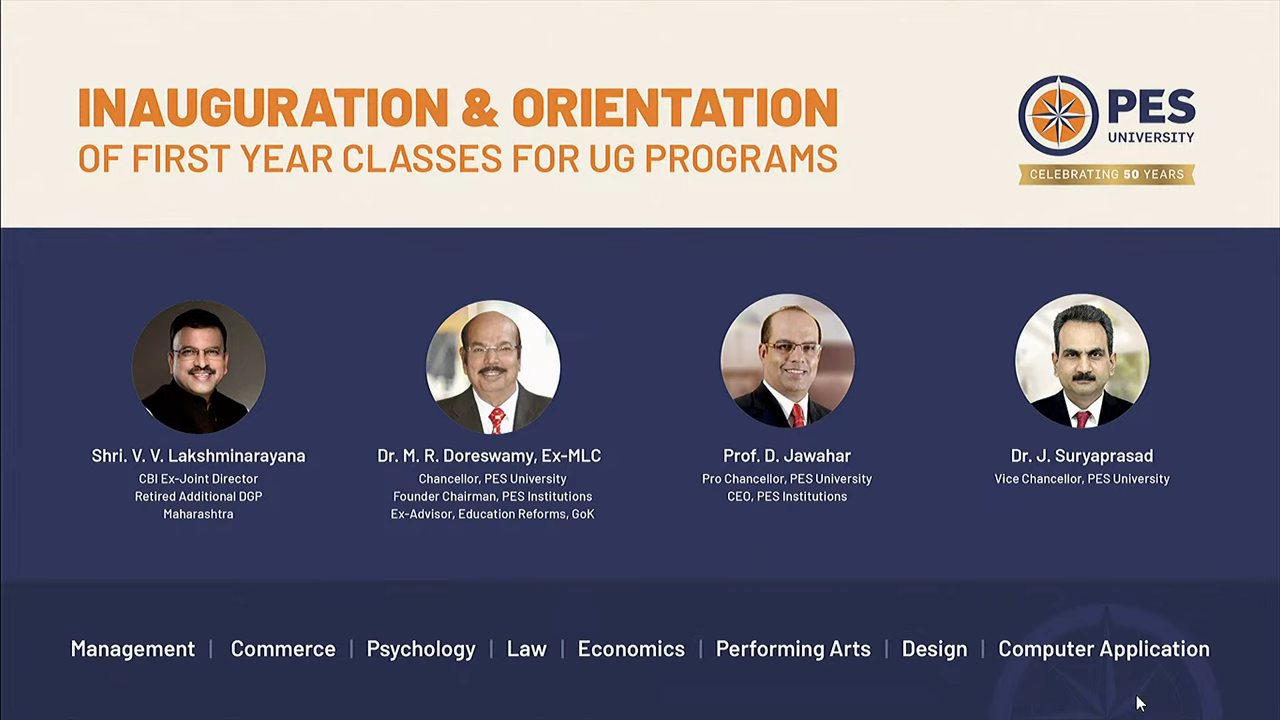 INAUGURATION & ORIENTATION
OF FIRST YEAR CLASSES FOR UG PROGRAMS
PES
UNIVERSITY
CELEBRATING 50 YEARS
Shri. V. V. Lakshminarayana
CBI Ex-Joint Director
Retired Additional DGP
Maharashtra
Dr. M. R. Doreswamy, Ex-MLC
Chancellor, PES University
Founder Chairman, PES Institutions
Ex-Advisor, Education Reforms, GoK
Prof. D. Jawahar
Pro Chancellor, PES University
CEO, PES Institutions
Dr. J. Suryaprasad
Vice Chancellor, PES University
Management | Commerce | Psychology | Law | Economics | Performing Arts | Design | Computer Application